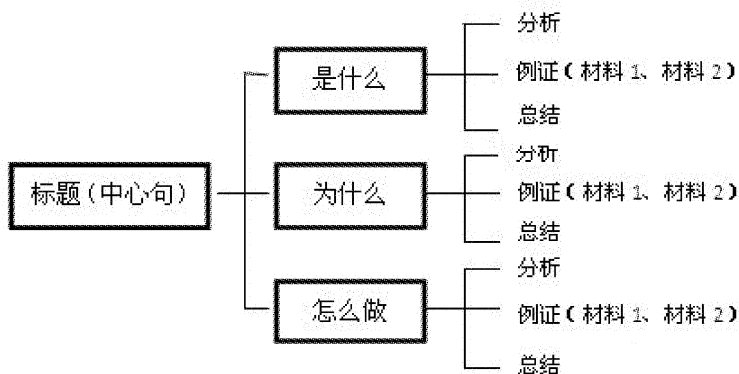 标题(中心句)
是什么
分析
例证(材料1、材料2)
总结
为什么
分析
例证(材料1、材料2)
总结
怎么做
分析
例证(材料1、材料2)
总结